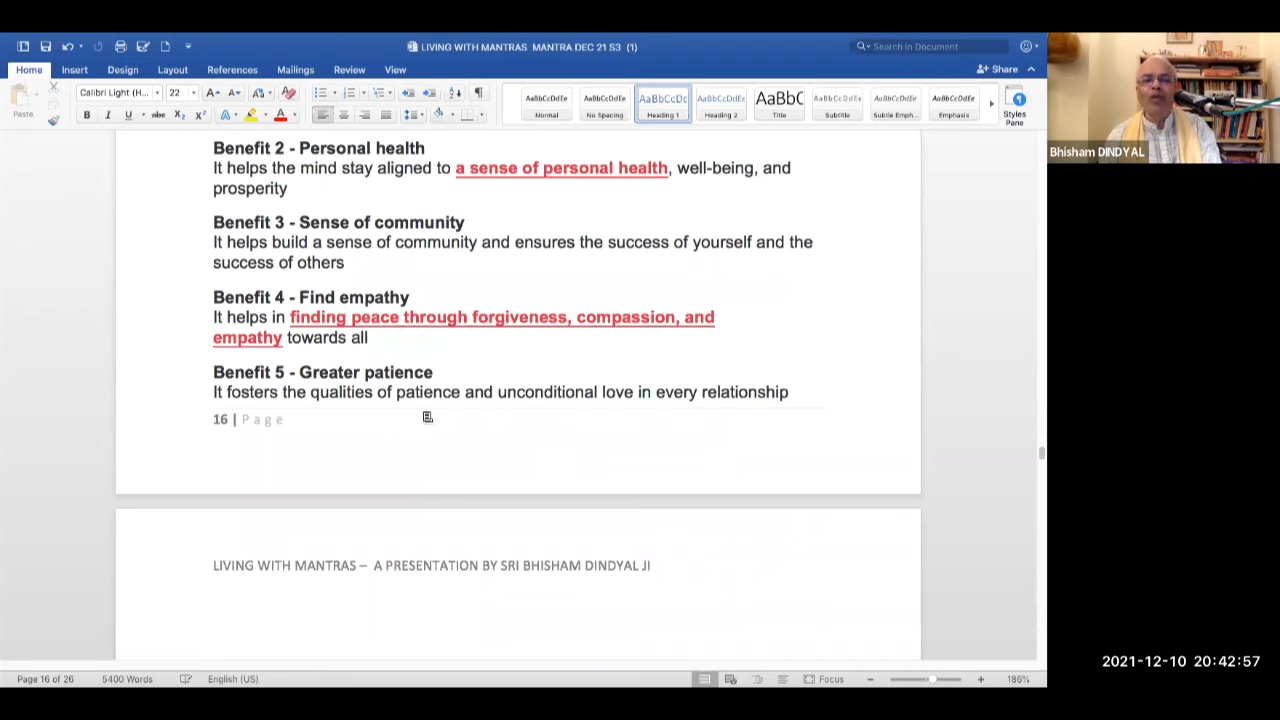 LIVING WITH MANTRAS MANTRA DEC 21 S3 (1)
Search in Document
Home Insert Design Layout References Mailings Review View
Share
Paste
Calibri Light (H... 22
B I U abc X₂ X² A A
AaBbCcDdEe AaBbCcDdEe AaBbCcDc AaBbCcDdEe AaBbC AaBbCcDdEe AaBbCcDdEe AaBbCcDdEe
Normal No Spacing Heading 1 Heading 2 Title Subtitle Subtle Emph... Emphasis
Styles
Pane
Bhisham DINDYAL
Benefit 2 - Personal health
It helps the mind stay aligned to a sense of personal health, well-being, and
prosperity
Benefit 3 - Sense of community
It helps build a sense of community and ensures the success of yourself and the
success of others
Benefit 4 - Find empathy
It helps in finding peace through forgiveness, compassion, and
empathy towards all
Benefit 5 - Greater patience
It fosters the qualities of patience and unconditional love in every relationship
16 | Page
LIVING WITH MANTRAS – A PRESENTATION BY SRI BHISHAM DINDYAL JI
2021-12-10 20:42:57
Page 16 of 26 5400 Words English (US) Focus 186%